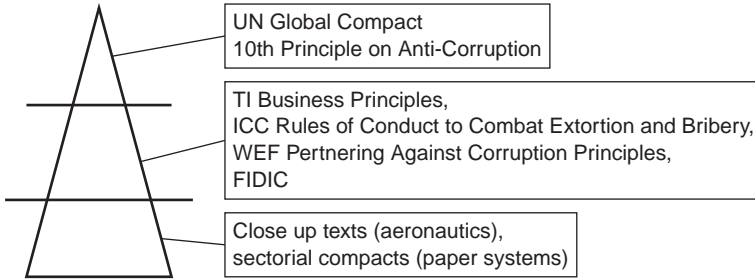 UN Global Compact
10th Principle on Anti-Corruption
TI Business Principles,
ICC Rules of Conduct to Combat Extortion and Bribery,
WEF Pertnering Against Corruption Principles,
FIDIC
Close up texts (aeronautics),
sectorial compacts (paper systems)